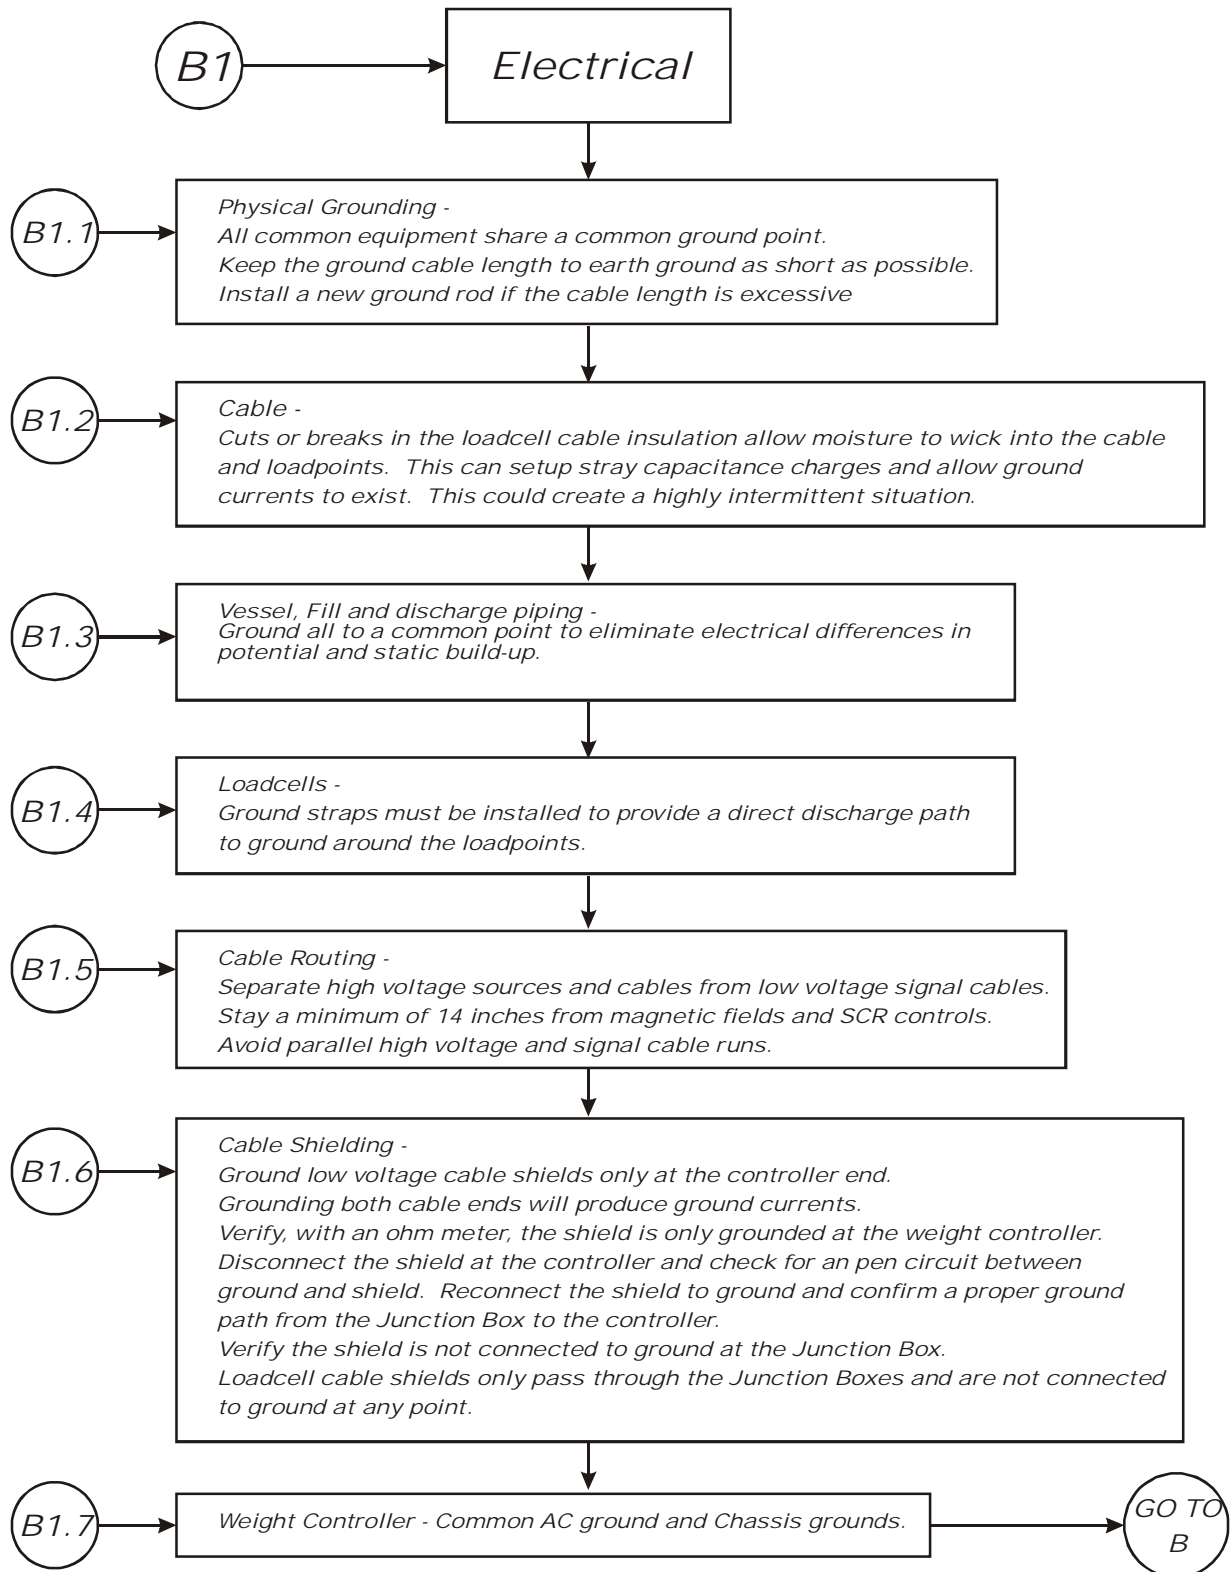 B1
Electrical
B1.1
Physical Grounding -
All common equipment share a common ground point.
Keep the ground cable length to earth ground as short as possible.
Install a new ground rod if the cable length is excessive
B1.2
Cable -
Cuts or breaks in the loadcell cable insulation allow moisture to wick into the cable
and loadpoints. This can setup stray capacitance charges and allow ground
currents to exist. This could create a highly intermittent situation.
B1.3
Vessel, Fill and discharge piping -
Ground all to a common point to eliminate electrical differences in
potential and static build-up.
B1.4
Loadcells -
Ground straps must be installed to provide a direct discharge path
to ground around the loadpoints.
B1.5
Cable Routing -
Separate high voltage sources and cables from low voltage signal cables.
Stay a minimum of 14 inches from magnetic fields and SCR controls.
Avoid parallel high voltage and signal cable runs.
B1.6
Cable Shielding -
Ground low voltage cable shields only at the controller end.
Grounding both cable ends will produce ground currents.
Verify, with an ohm meter, the shield is only grounded at the weight controller.
Disconnect the shield at the controller and check for an pen circuit between
ground and shield. Reconnect the shield to ground and confirm a proper ground
path from the Junction Box to the controller.
Verify the shield is not connected to ground at the Junction Box.
Loadcell cable shields only pass through the Junction Boxes and are not connected
to ground at any point.
B1.7
Weight Controller - Common AC ground and Chassis grounds.
GO TO
B